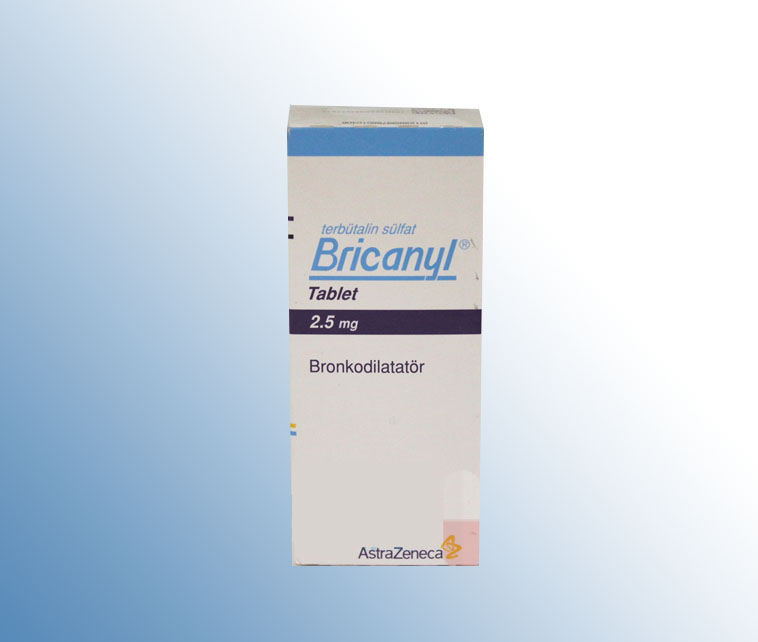 terbütalin sülfat
Bricanyl®
Tablet
2.5 mg
Bronkodilatatör
AstraZeneca